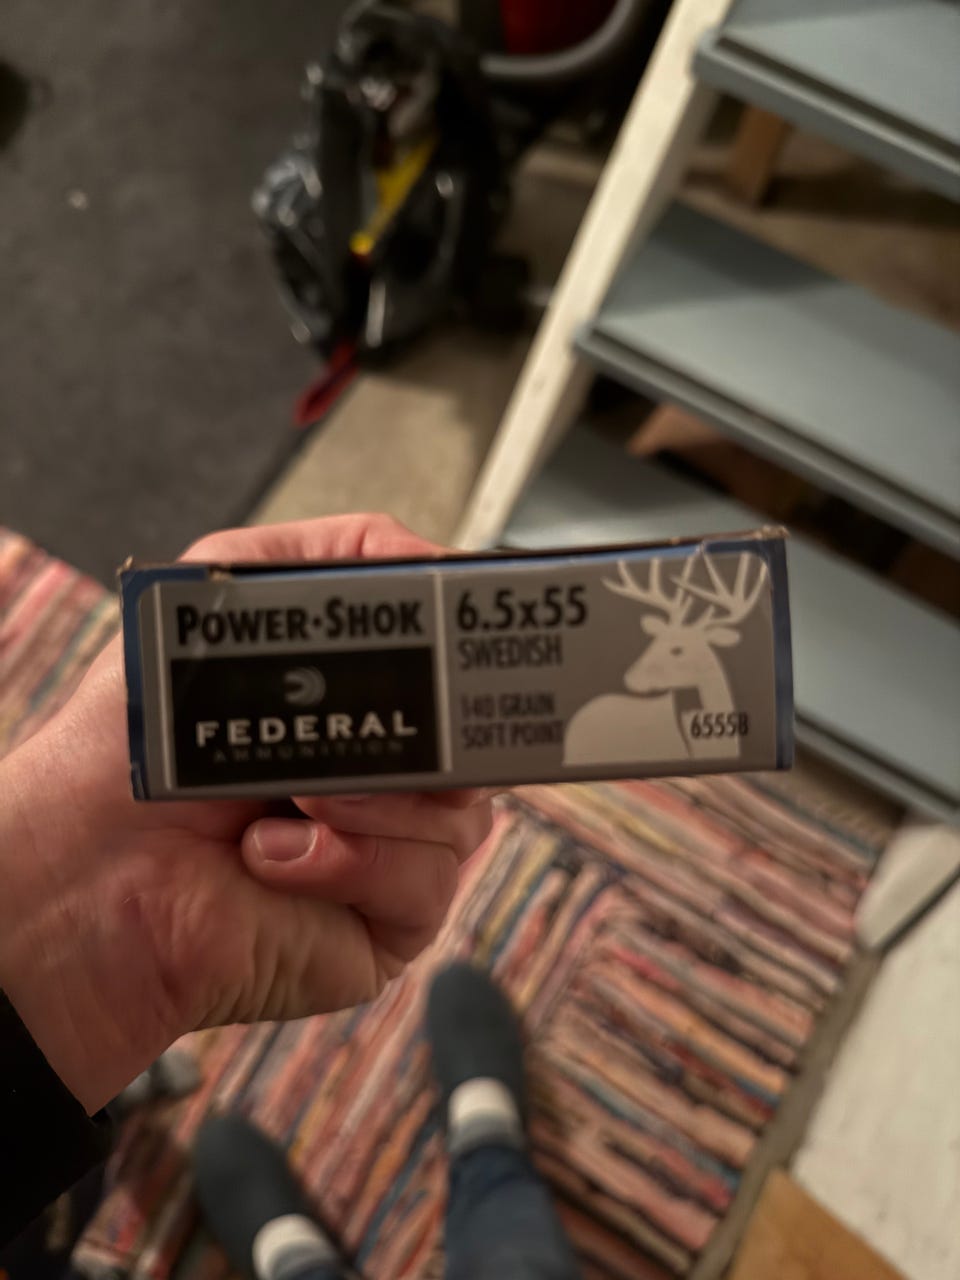 POWER•SHOK
FEDERAL
AMMUNITION
6.5x55
SWEDISH
140 GRAIN
SOFT POINT
6555B